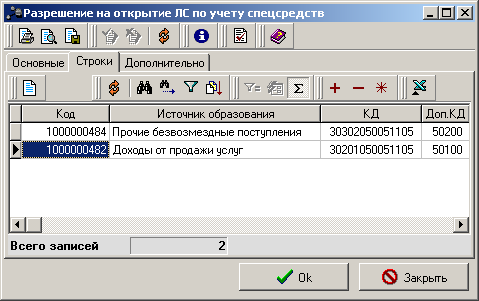 Разрешение на открытие ЛС по учету спецсредств
Основные Строки Дополнительно
Код Источник образования КД Доп.КД
1000000484 Прочие безвозмездные поступления 30302050051105 50200
1000000482 Доходы от продажи услуг 30201050051105 50100
Всего записей 2
Ok Закрыть